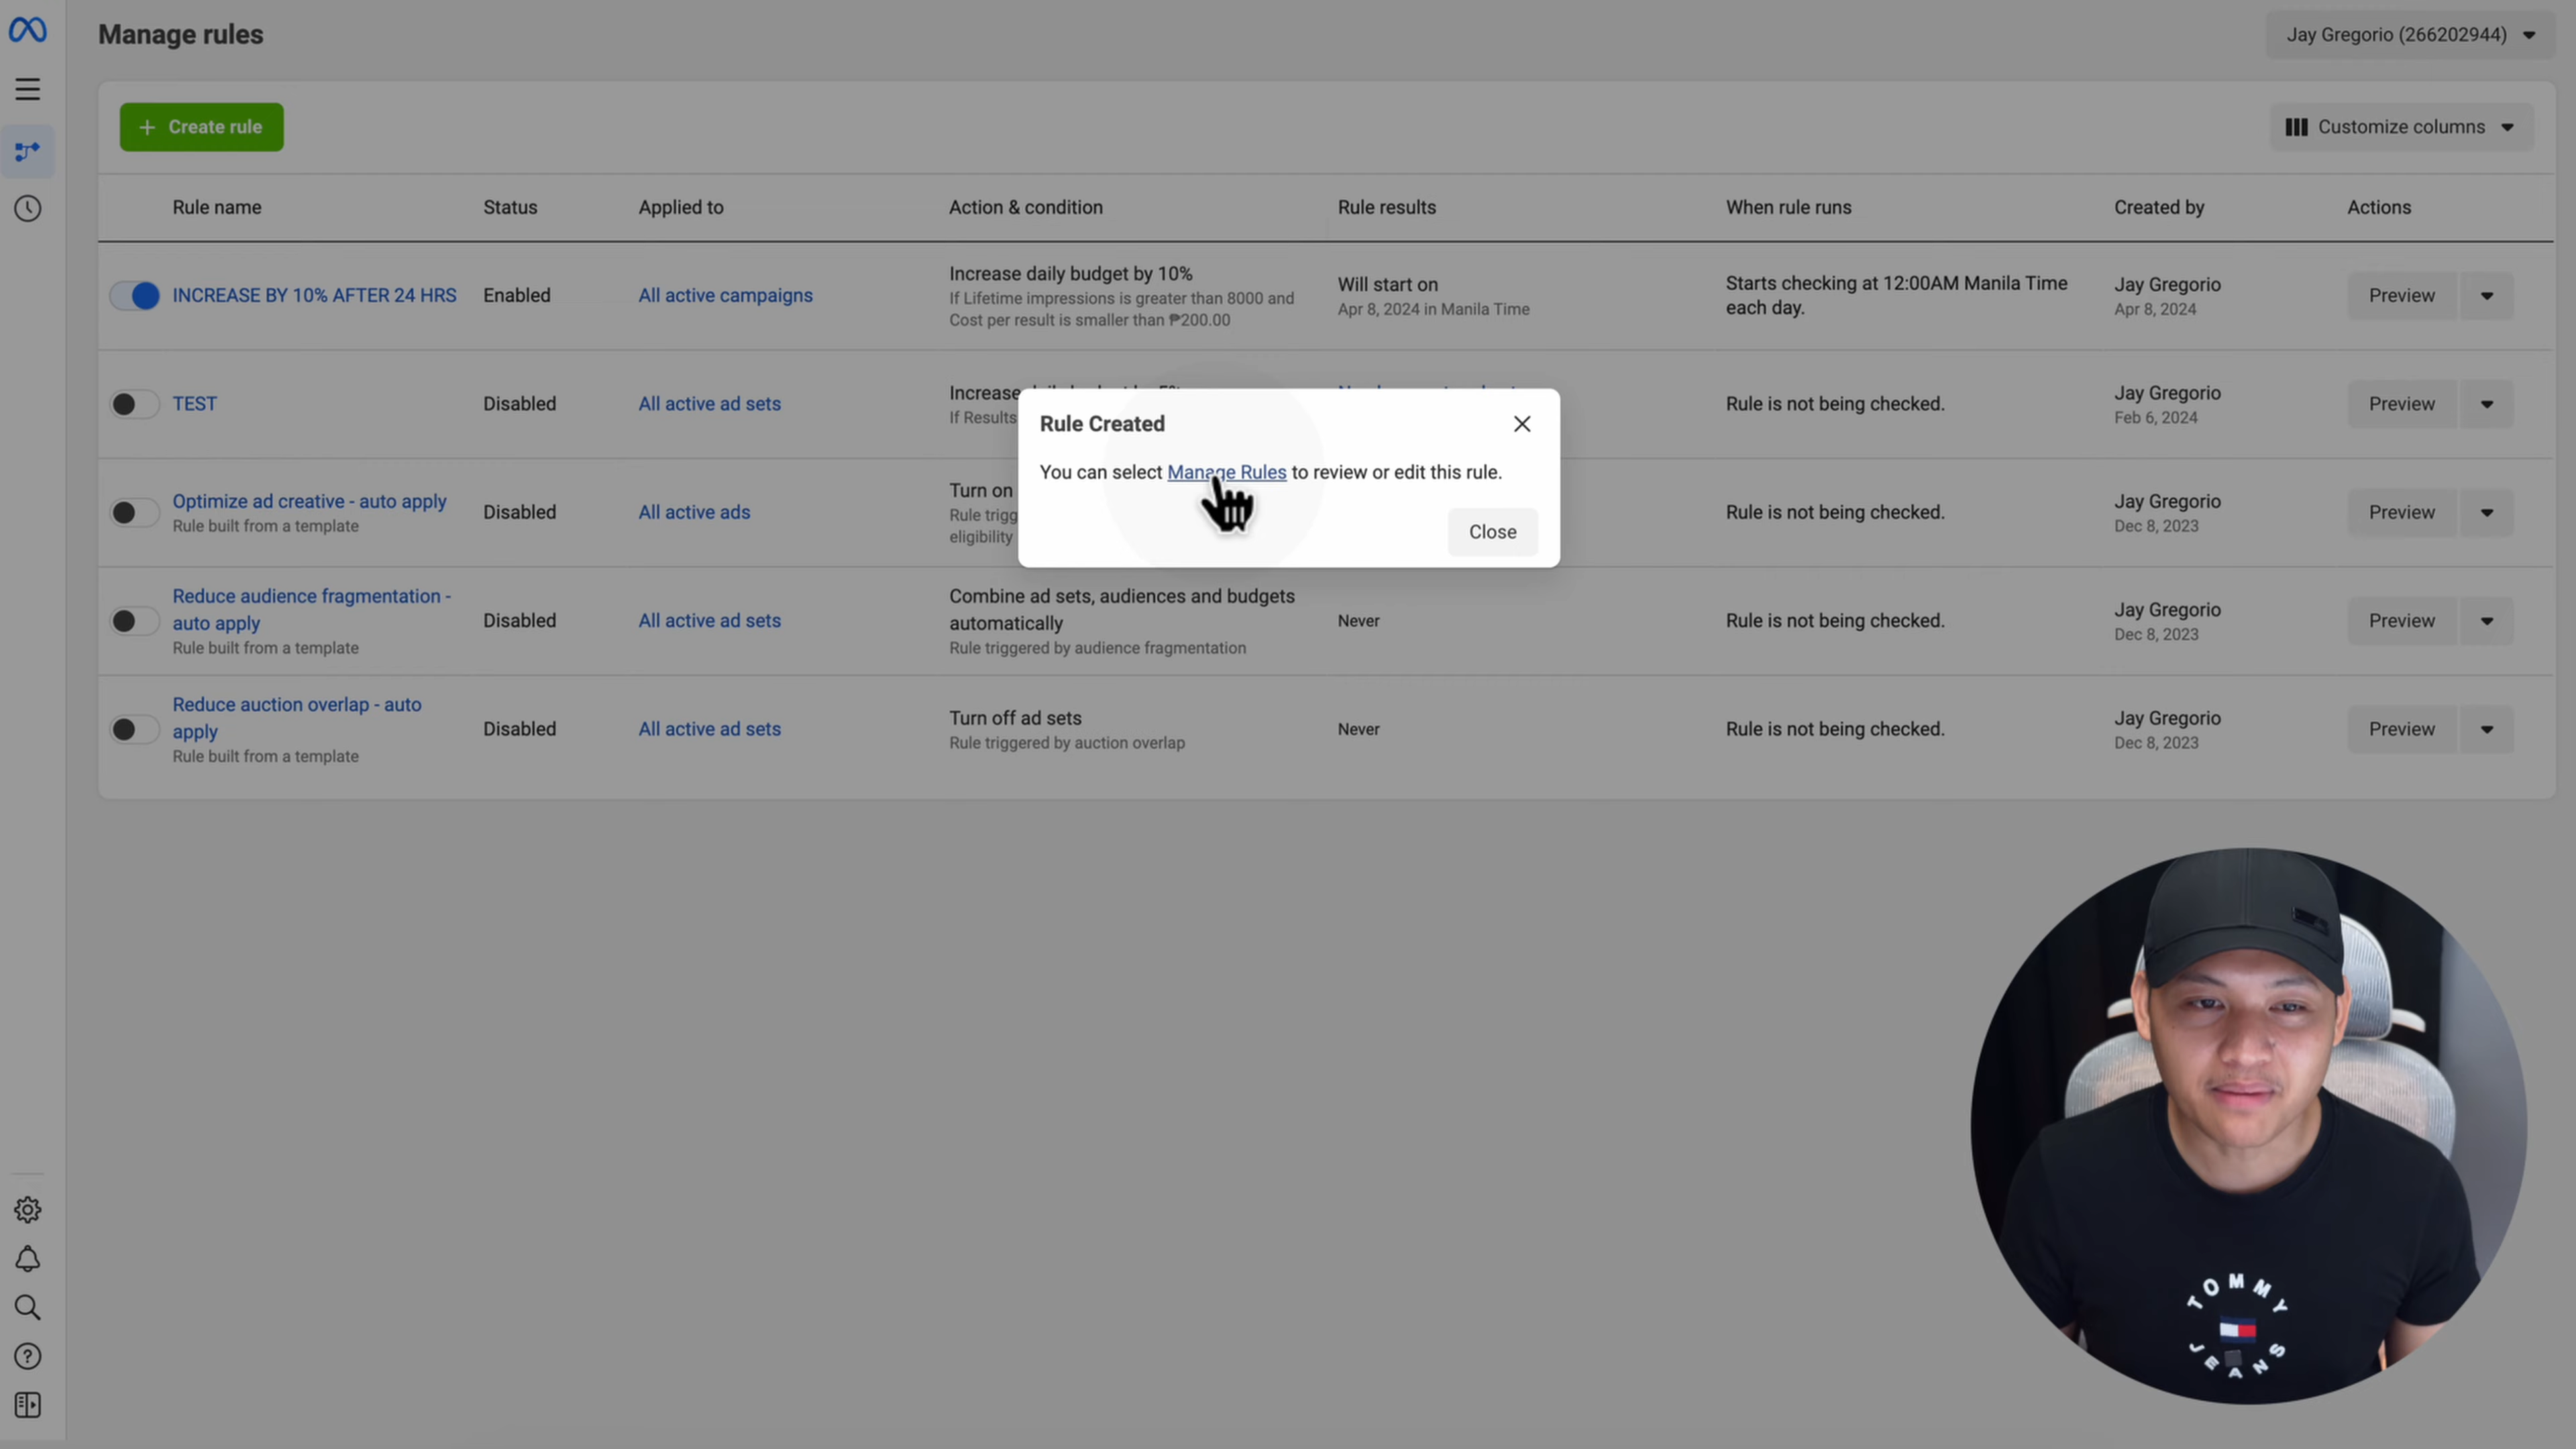 Manage rules
Jay Gregorio (266202944)
+ Create rule
Customize columns
Rule name Status Applied to Action & condition Rule results When rule runs Created by Actions
INCREASE BY 10% AFTER 24 HRS
Enabled
All active campaigns
Increase daily budget by 10%
If Lifetime impressions is greater than 8000 and
Cost per result is smaller than ₱200.00
Will start on
Apr 8, 2024 in Manila Time
Starts checking at 12:00AM Manila Time
each day.
Jay Gregorio
Apr 8, 2024
Preview
TEST
Disabled
All active ad sets
Increase
If Results
Rule is not being checked.
Jay Gregorio
Feb 6, 2024
Preview
Rule Created
You can select Manage Rules to review or edit this rule.
Close
Optimize ad creative - auto apply
Rule built from a template
Disabled
All active ads
Turn on
Rule trigg
eligibility
Rule is not being checked.
Jay Gregorio
Dec 8, 2023
Preview
Reduce audience fragmentation -
auto apply
Rule built from a template
Disabled
All active ad sets
Combine ad sets, audiences and budgets
automatically
Rule triggered by audience fragmentation
Never
Rule is not being checked.
Jay Gregorio
Dec 8, 2023
Preview
Reduce auction overlap - auto
apply
Rule built from a template
Disabled
All active ad sets
Turn off ad sets
Rule triggered by auction overlap
Never
Rule is not being checked.
Jay Gregorio
Dec 8, 2023
Preview
TOMMY
JEANS